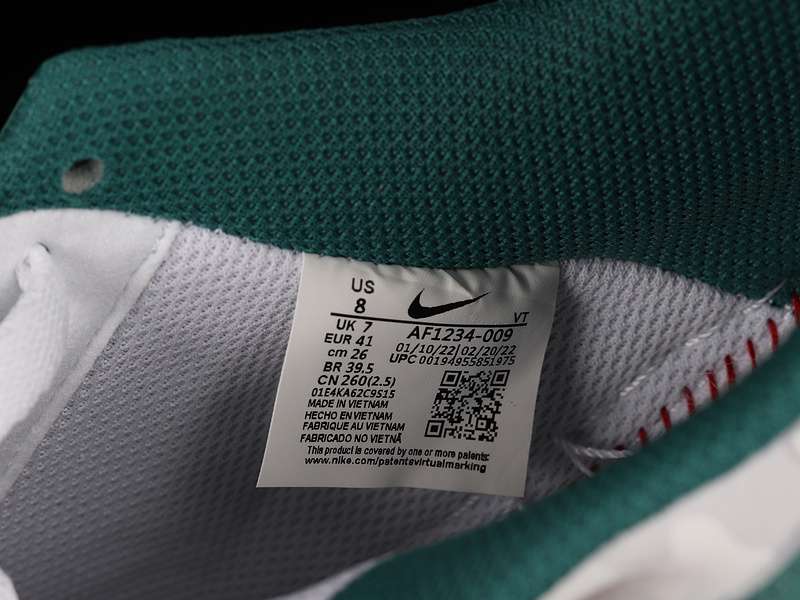 US
8
VT
UK 7
AF1234-009
EUR 41
01/10/22|02/20/22
cm 26
UPC 00194955851975
BR 39.5
CN 260(2.5)
01E4KA62C9S15
MADE IN VIETNAM
HECHO EN VIETNAM
FABRIQUE AU VIETNAM
FABRICADO NO VIETNÃ
This product is covered by one or more patents:
www.nike.com/patentsvirtualmarking